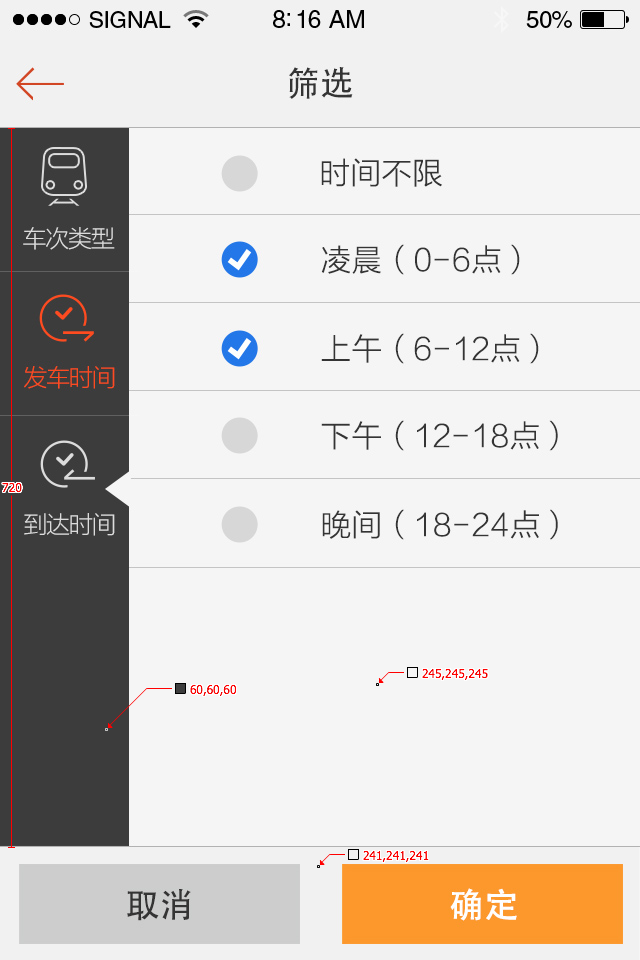 SIGNAL 8:16 AM 50%
筛选
车次类型
发车时间
到达时间
时间不限
凌晨（0-6点）
上午（6-12点）
下午（12-18点）
晚间（18-24点）
720
60,60,60
245,245,245
241,241,241
取消
确定